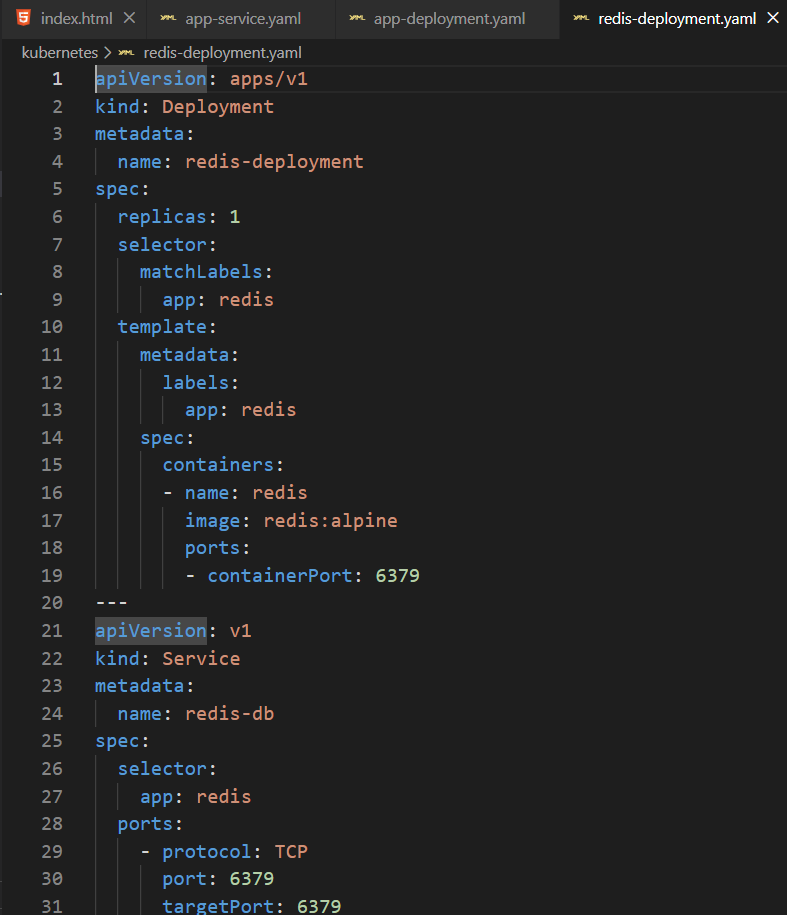 index.html app-service.yaml app-deployment.yaml redis-deployment.yaml
kubernetes > redis-deployment.yaml
1 apiVersion: apps/v1
2 kind: Deployment
3 metadata:
4   name: redis-deployment
5 spec:
6   replicas: 1
7   selector:
8     matchLabels:
9       app: redis
10   template:
11     metadata:
12       labels:
13         app: redis
14     spec:
15       containers:
16       - name: redis
17         image: redis:alpine
18         ports:
19         - containerPort: 6379
20 ---
21 apiVersion: v1
22 kind: Service
23 metadata:
24   name: redis-db
25 spec:
26   selector:
27     app: redis
28   ports:
29     - protocol: TCP
30       port: 6379
31       targetPort: 6379